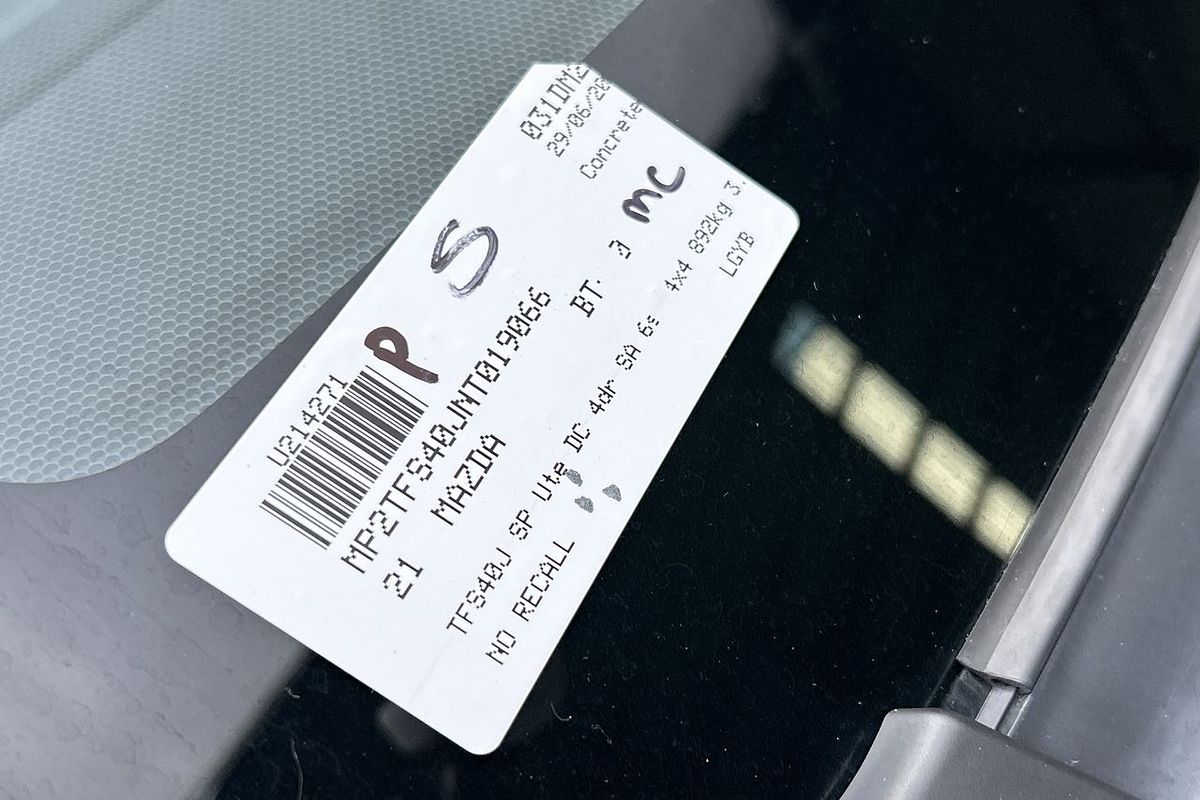 031DM2
29/06/20
Concrete
S
mc
P
U214271
MP2TFS40JNT019066
21 MAZDA BT. 3
TFS40J SP Ute DC 4dr SA 6s 4x4 892kg 3.
NO RECALL LGYB